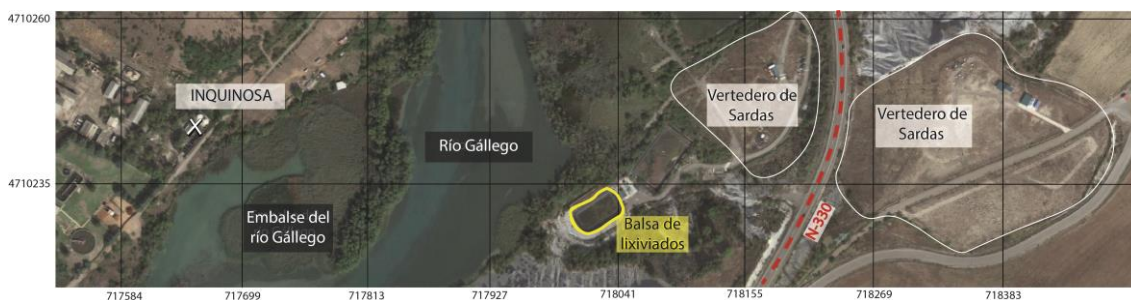 4710260
INQUINOSA
X
Río Gállego
Vertedero de
Sardas
Vertedero de
Sardas
4710235
Embalse del
río Gállego
Balsa de
lixiviados
N-330
717584
717699
717813
717927
718041
718155
718269
718383